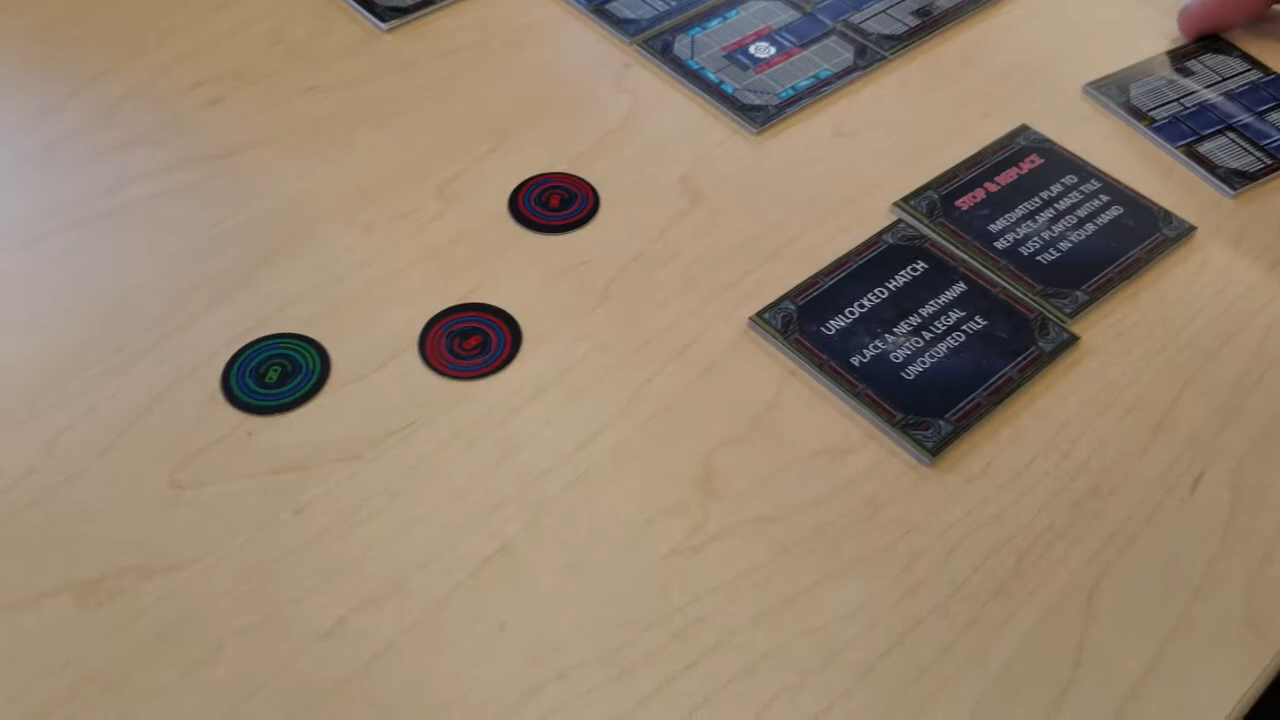 STOP & REPLACE
IMEDIATELY PLAY TO
REPLACE ANY MAZE TILE
JUST PLAYED WITH A
TILE IN YOUR HAND
UNLOCKED HATCH
PLACE A NEW PATHWAY
ONTO A LEGAL
UNOCUPIED TILE